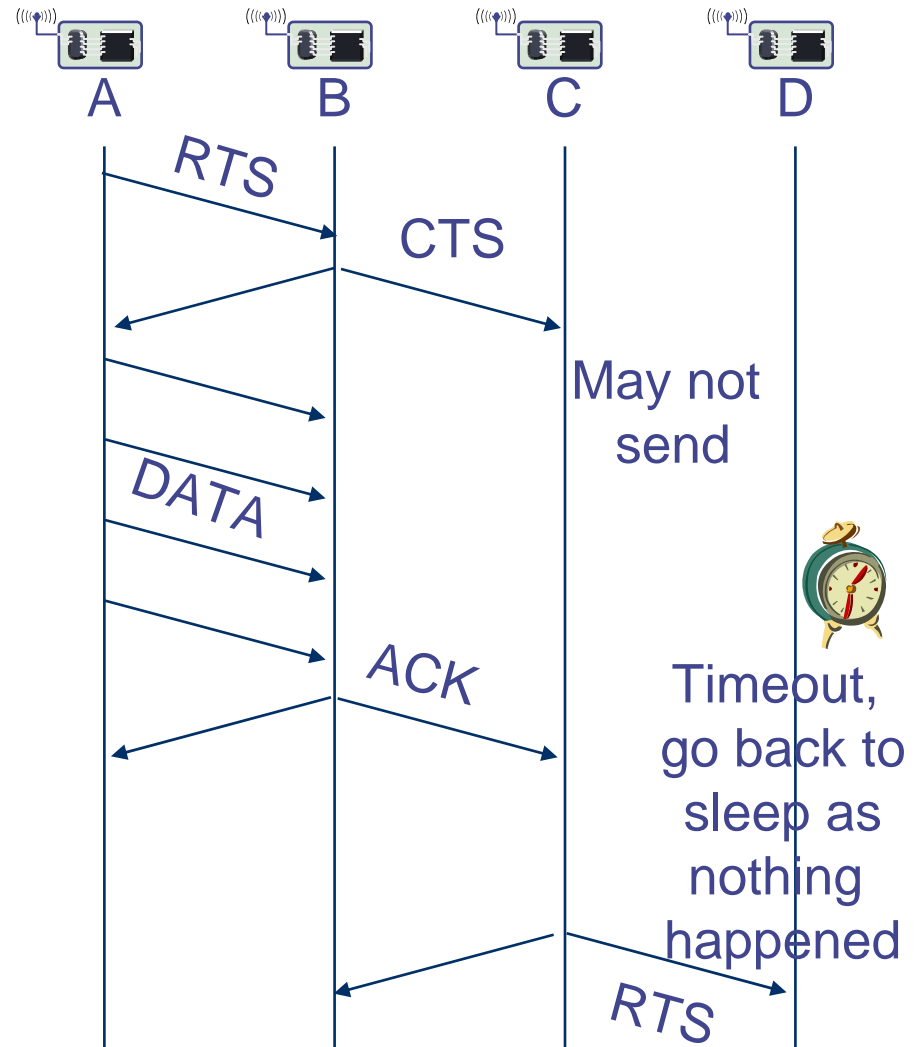 A
B
C
D
RTS
CTS
May not
send
DATA
ACK
Timeout,
go back to
sleep as
nothing
happened
RTS